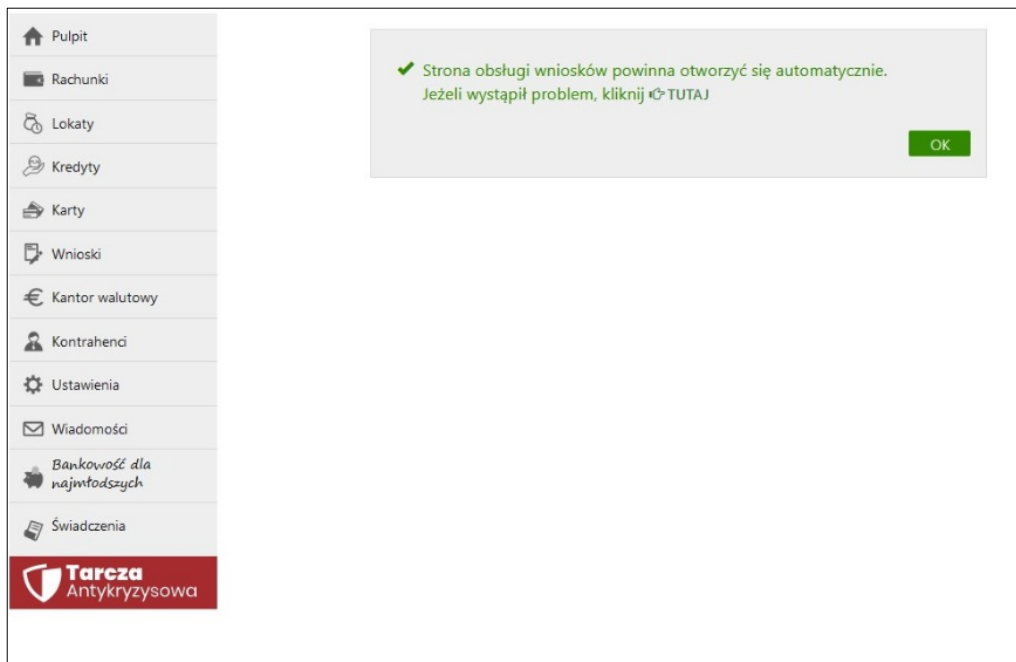 Pulpit
Rachunki
Lokaty
Kredyty
Karty
Wnioski
Kantor walutowy
Kontrahenci
Ustawienia
Wiadomości
Bankowość dla
najmłodszych
Świadczenia
Tarcza
Antykryzysowa
Strona obsługi wniosków powinna otworzyć się automatycznie.
Jeżeli wystąpił problem, kliknij TUTAJ
OK